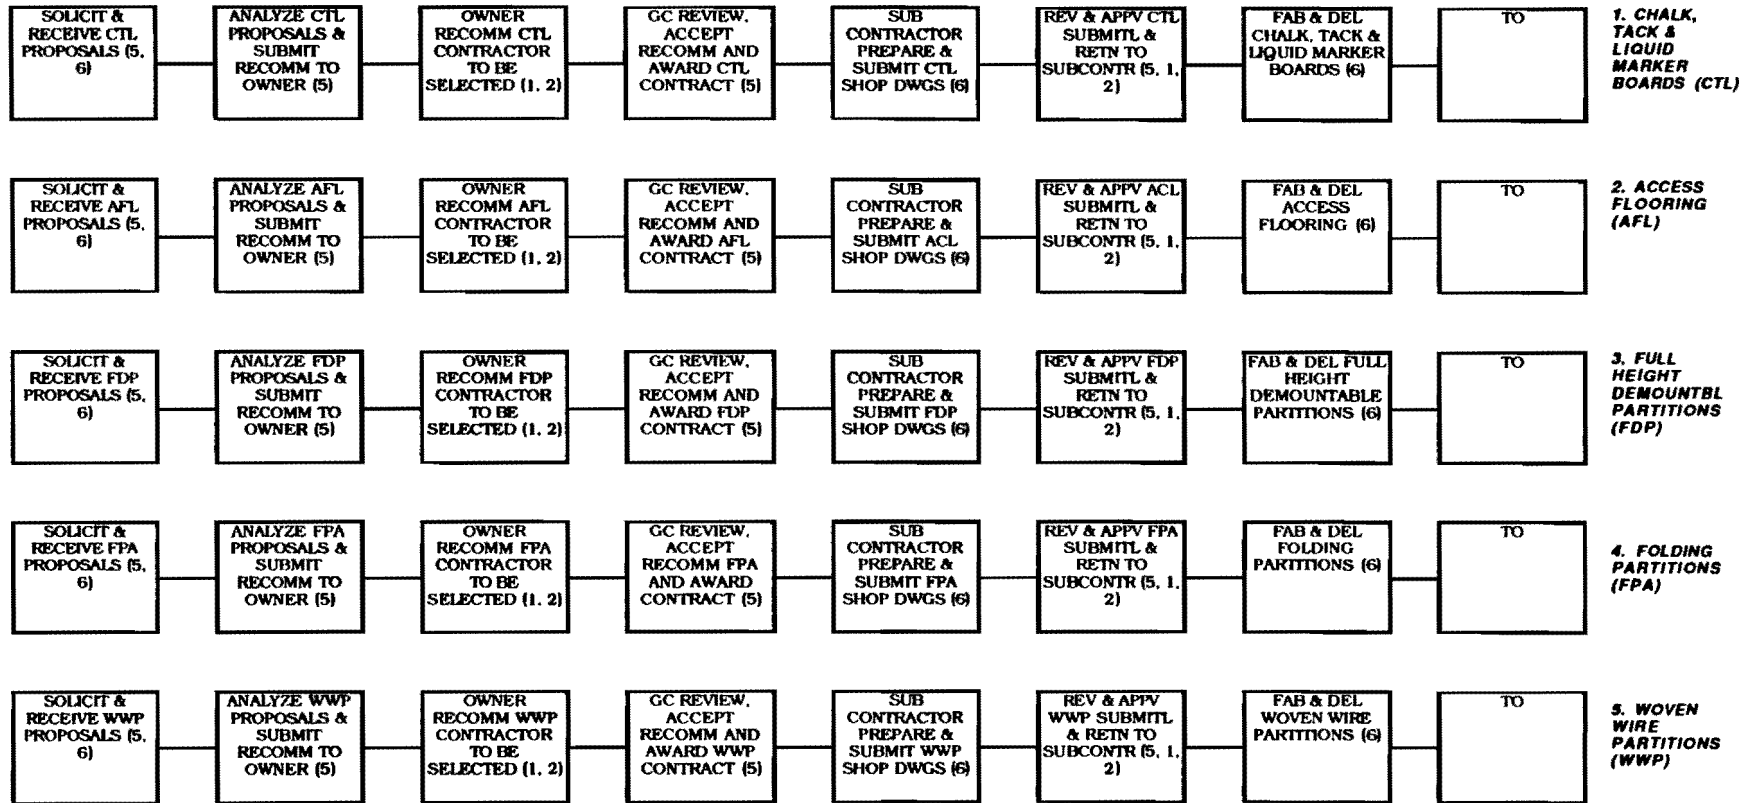 SOLICIT &
RECEIVE CTL
PROPOSALS (5,
6)
ANALYZE CTL
PROPOSALS &
SUBMIT
RECOMM TO
OWNER (5)
OWNER
RECOMM CTL
CONTRACTOR
TO BE
SELECTED (1, 2)
GC REVIEW,
ACCEPT
RECOMM AND
AWARD CTL
CONTRACT (5)
SUB
CONTRACTOR
PREPARE &
SUBMIT CTL
SHOP DWGS (6)
REV & APPV CTL
SUBMITL &
RETN TO
SUBCONTR (5, 1,
2)
FAB & DEL
CHALK, TACK &
LIQUID MARKER
BOARDS (6)
TO
1. CHALK,
TACK &
LIQUID
MARKER
BOARDS (CTL)
SOLICIT &
RECEIVE AFL
PROPOSALS (5,
6)
ANALYZE AFL
PROPOSALS &
SUBMIT
RECOMM TO
OWNER (5)
OWNER
RECOMM AFL
CONTRACTOR
TO BE
SELECTED (1, 2)
GC REVIEW,
ACCEPT
RECOMM AND
AWARD AFL
CONTRACT (5)
SUB
CONTRACTOR
PREPARE &
SUBMIT ACL
SHOP DWGS (6)
REV & APPV ACL
SUBMITL &
RETN TO
SUBCONTR (5, 1,
2)
FAB & DEL
ACCESS
FLOORING (6)
TO
2. ACCESS
FLOORING
(AFL)
SOLICIT &
RECEIVE FDP
PROPOSALS (5,
6)
ANALYZE FDP
PROPOSALS &
SUBMIT
RECOMM TO
OWNER (5)
OWNER
RECOMM FDP
CONTRACTOR
TO BE
SELECTED (1, 2)
GC REVIEW,
ACCEPT
RECOMM AND
AWARD FDP
CONTRACT (5)
SUB
CONTRACTOR
PREPARE &
SUBMIT FDP
SHOP DWGS (6)
REV & APPV FDP
SUBMITL &
RETN TO
SUBCONTR (5, 1,
2)
FAB & DEL FULL
HEIGHT
DEMOUNTABLE
PARTITIONS (6)
TO
3. FULL
HEIGHT
DEMOUNTBL
PARTITIONS
(FDP)
SOLICIT &
RECEIVE FPA
PROPOSALS (5,
6)
ANALYZE FPA
PROPOSALS &
SUBMIT
RECOMM TO
OWNER (5)
OWNER
RECOMM FPA
CONTRACTOR
TO BE
SELECTED (1, 2)
GC REVIEW,
ACCEPT
RECOMM FPA
AND AWARD
CONTRACT (5)
SUB
CONTRACTOR
PREPARE &
SUBMIT FPA
SHOP DWGS (6)
REV & APPV FPA
SUBMITL &
RETN TO
SUBCONTR (5, 1,
2)
FAB & DEL
FOLDING
PARTITIONS (6)
TO
4. FOLDING
PARTITIONS
(FPA)
SOLICIT &
RECEIVE WWP
PROPOSALS (5,
6)
ANALYZE WWP
PROPOSALS &
SUBMIT
RECOMM TO
OWNER (5)
OWNER
RECOMM WWP
CONTRACTOR
TO BE
SELECTED (1, 2)
GC REVIEW,
ACCEPT
RECOMM AND
AWARD WWP
CONTRACT (5)
SUB
CONTRACTOR
PREPARE &
SUBMIT WWP
SHOP DWGS (6)
REV & APPV
WWP SUBMITL
& RETN TO
SUBCONTR (5, 1,
2)
FAB & DEL
WOVEN WIRE
PARTITIONS (6)
TO
5. WOVEN
WIRE
PARTITIONS
(WWP)